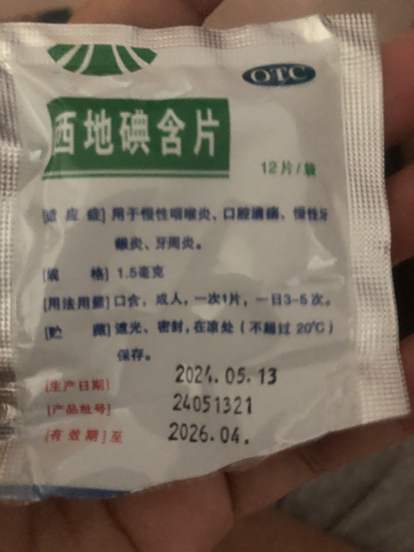 OTC
西地碘含片
12片/袋
[适应症] 用于慢性咽喉炎、口腔溃疡、慢性牙
龈炎、牙周炎。
[规 格] 1.5毫克
[用法用量] 口含，成人，一次1片，一日3-5次。
[贮 藏] 遮光、密封，在凉处（不超过 20℃）
保存。
[生产日期] 2024.05.13
[产品批号] 24051321
[有效期]至 2026.04.